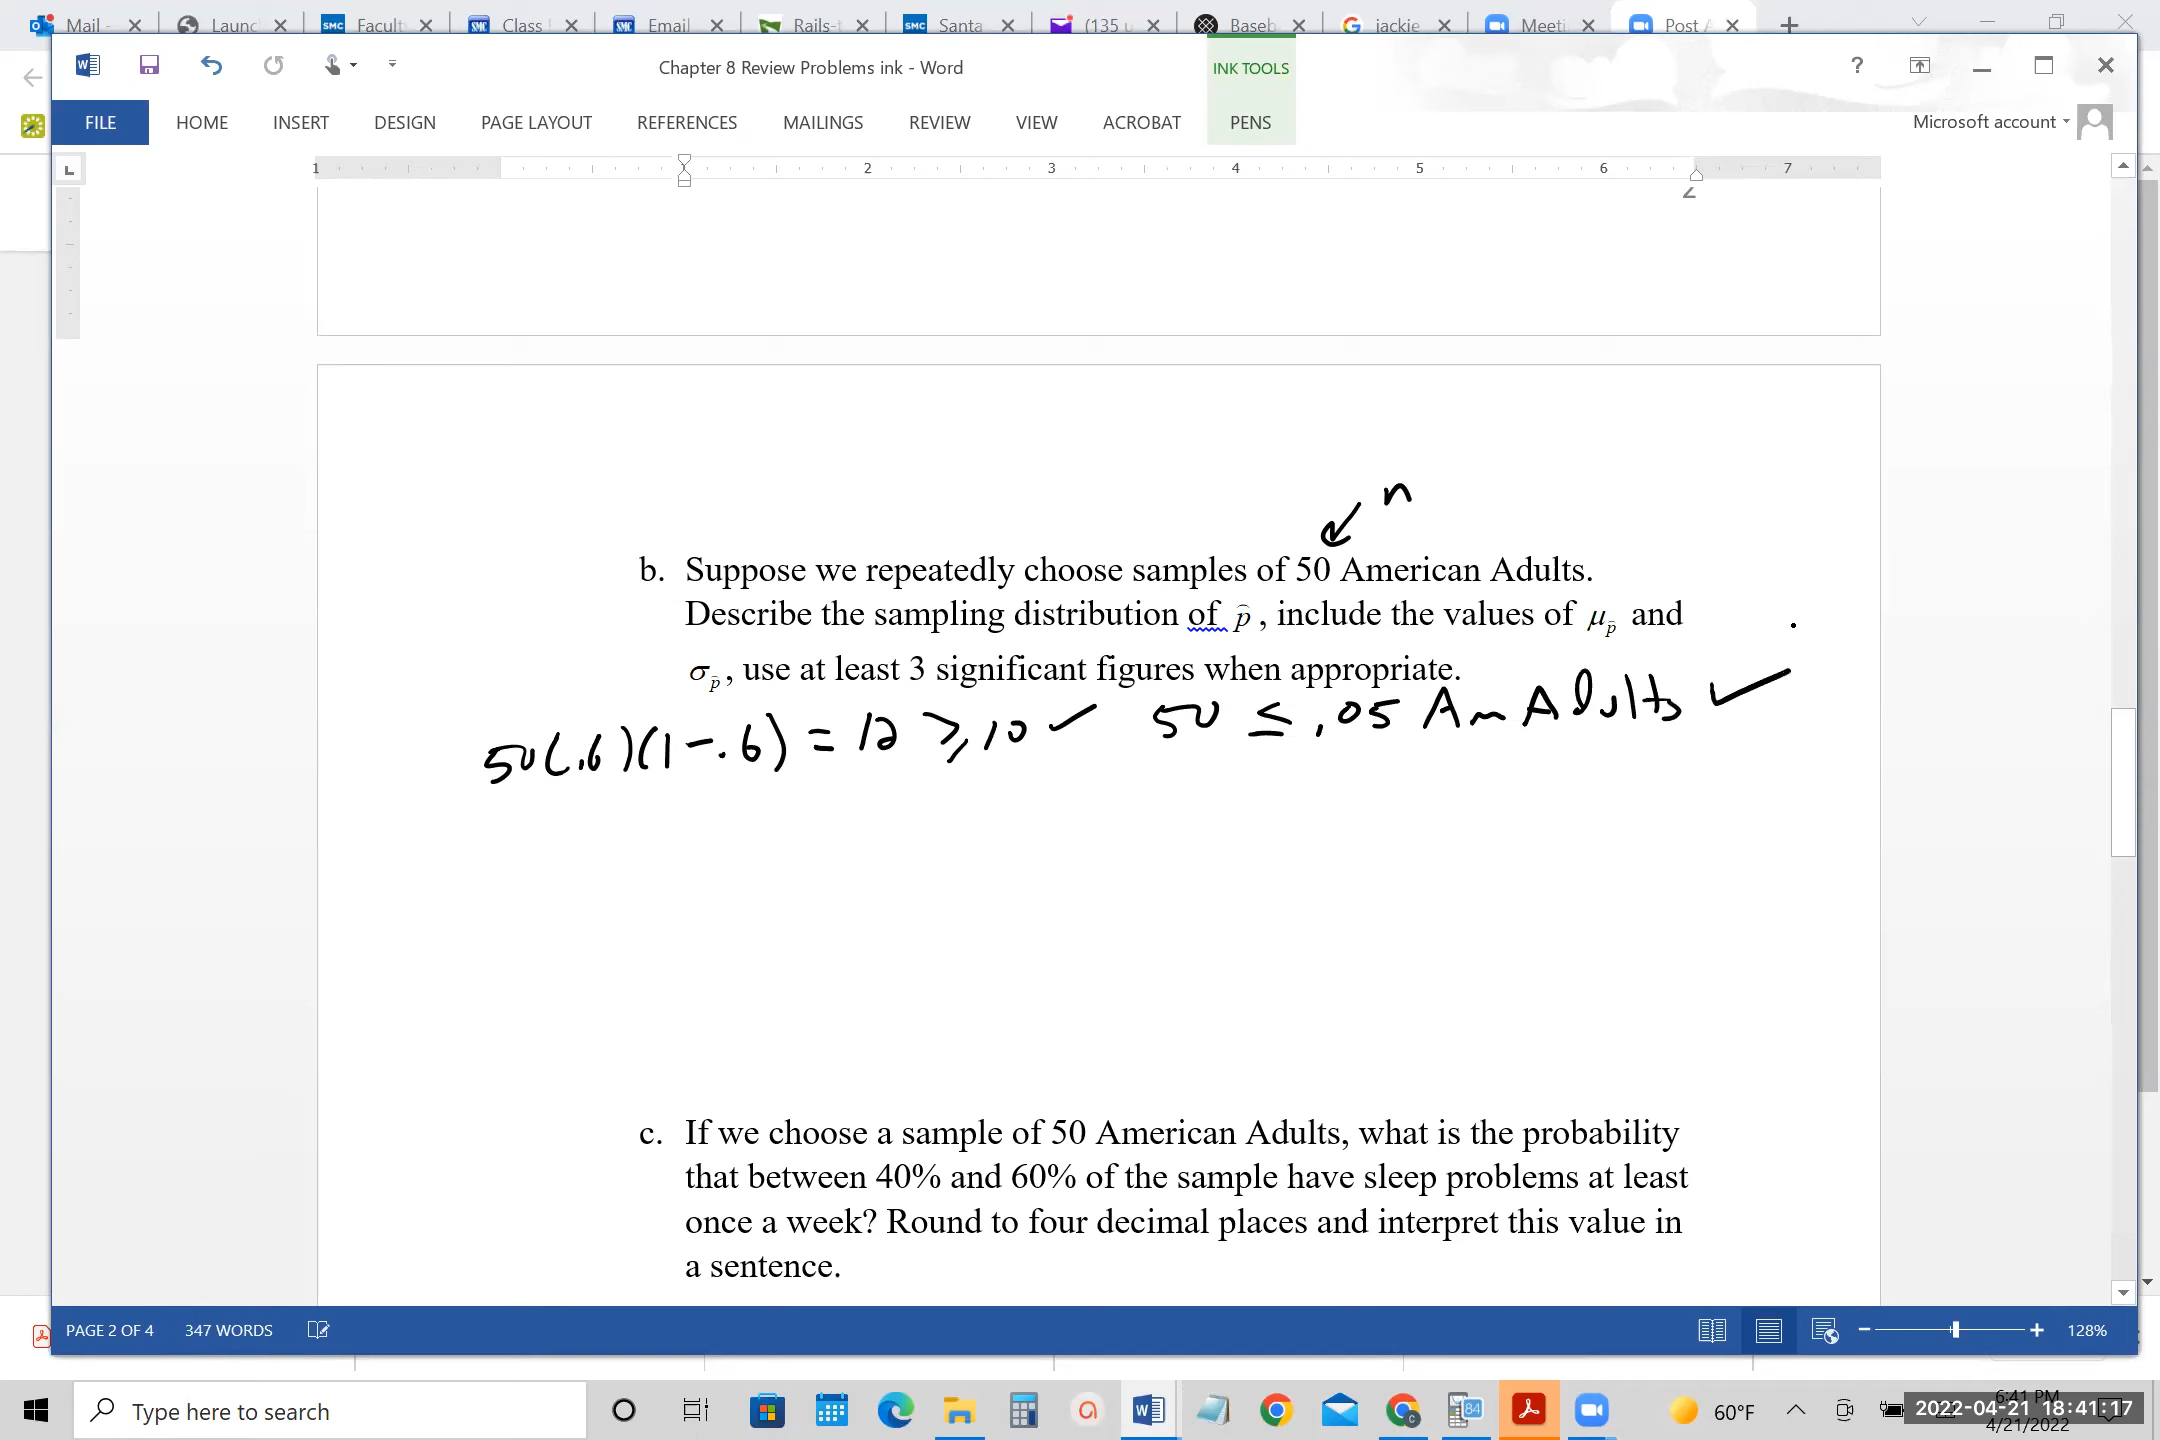 Mail - Launc Facult Class Email Rails-t Santa (135 u Baseb jackie Meeti Post A
Chapter 8 Review Problems ink - Word
INK TOOLS
FILE HOME INSERT DESIGN PAGE LAYOUT REFERENCES MAILINGS REVIEW VIEW ACROBAT PENS
Microsoft account
1 2 3 4 5 6 7
n
b. Suppose we repeatedly choose samples of 50 American Adults.
Describe the sampling distribution of p̂, include the values of μp̂ and
σp̂, use at least 3 significant figures when appropriate.
50(.6)(1-.6) = 12 ≥ 10 ✓ 50 ≤ .05 Am Adults ✓
c. If we choose a sample of 50 American Adults, what is the probability
that between 40% and 60% of the sample have sleep problems at least
once a week? Round to four decimal places and interpret this value in
a sentence.
PAGE 2 OF 4 347 WORDS 128%
Type here to search
60°F
6:41 PM
2022-04-21 18:41:17
4/21/2022